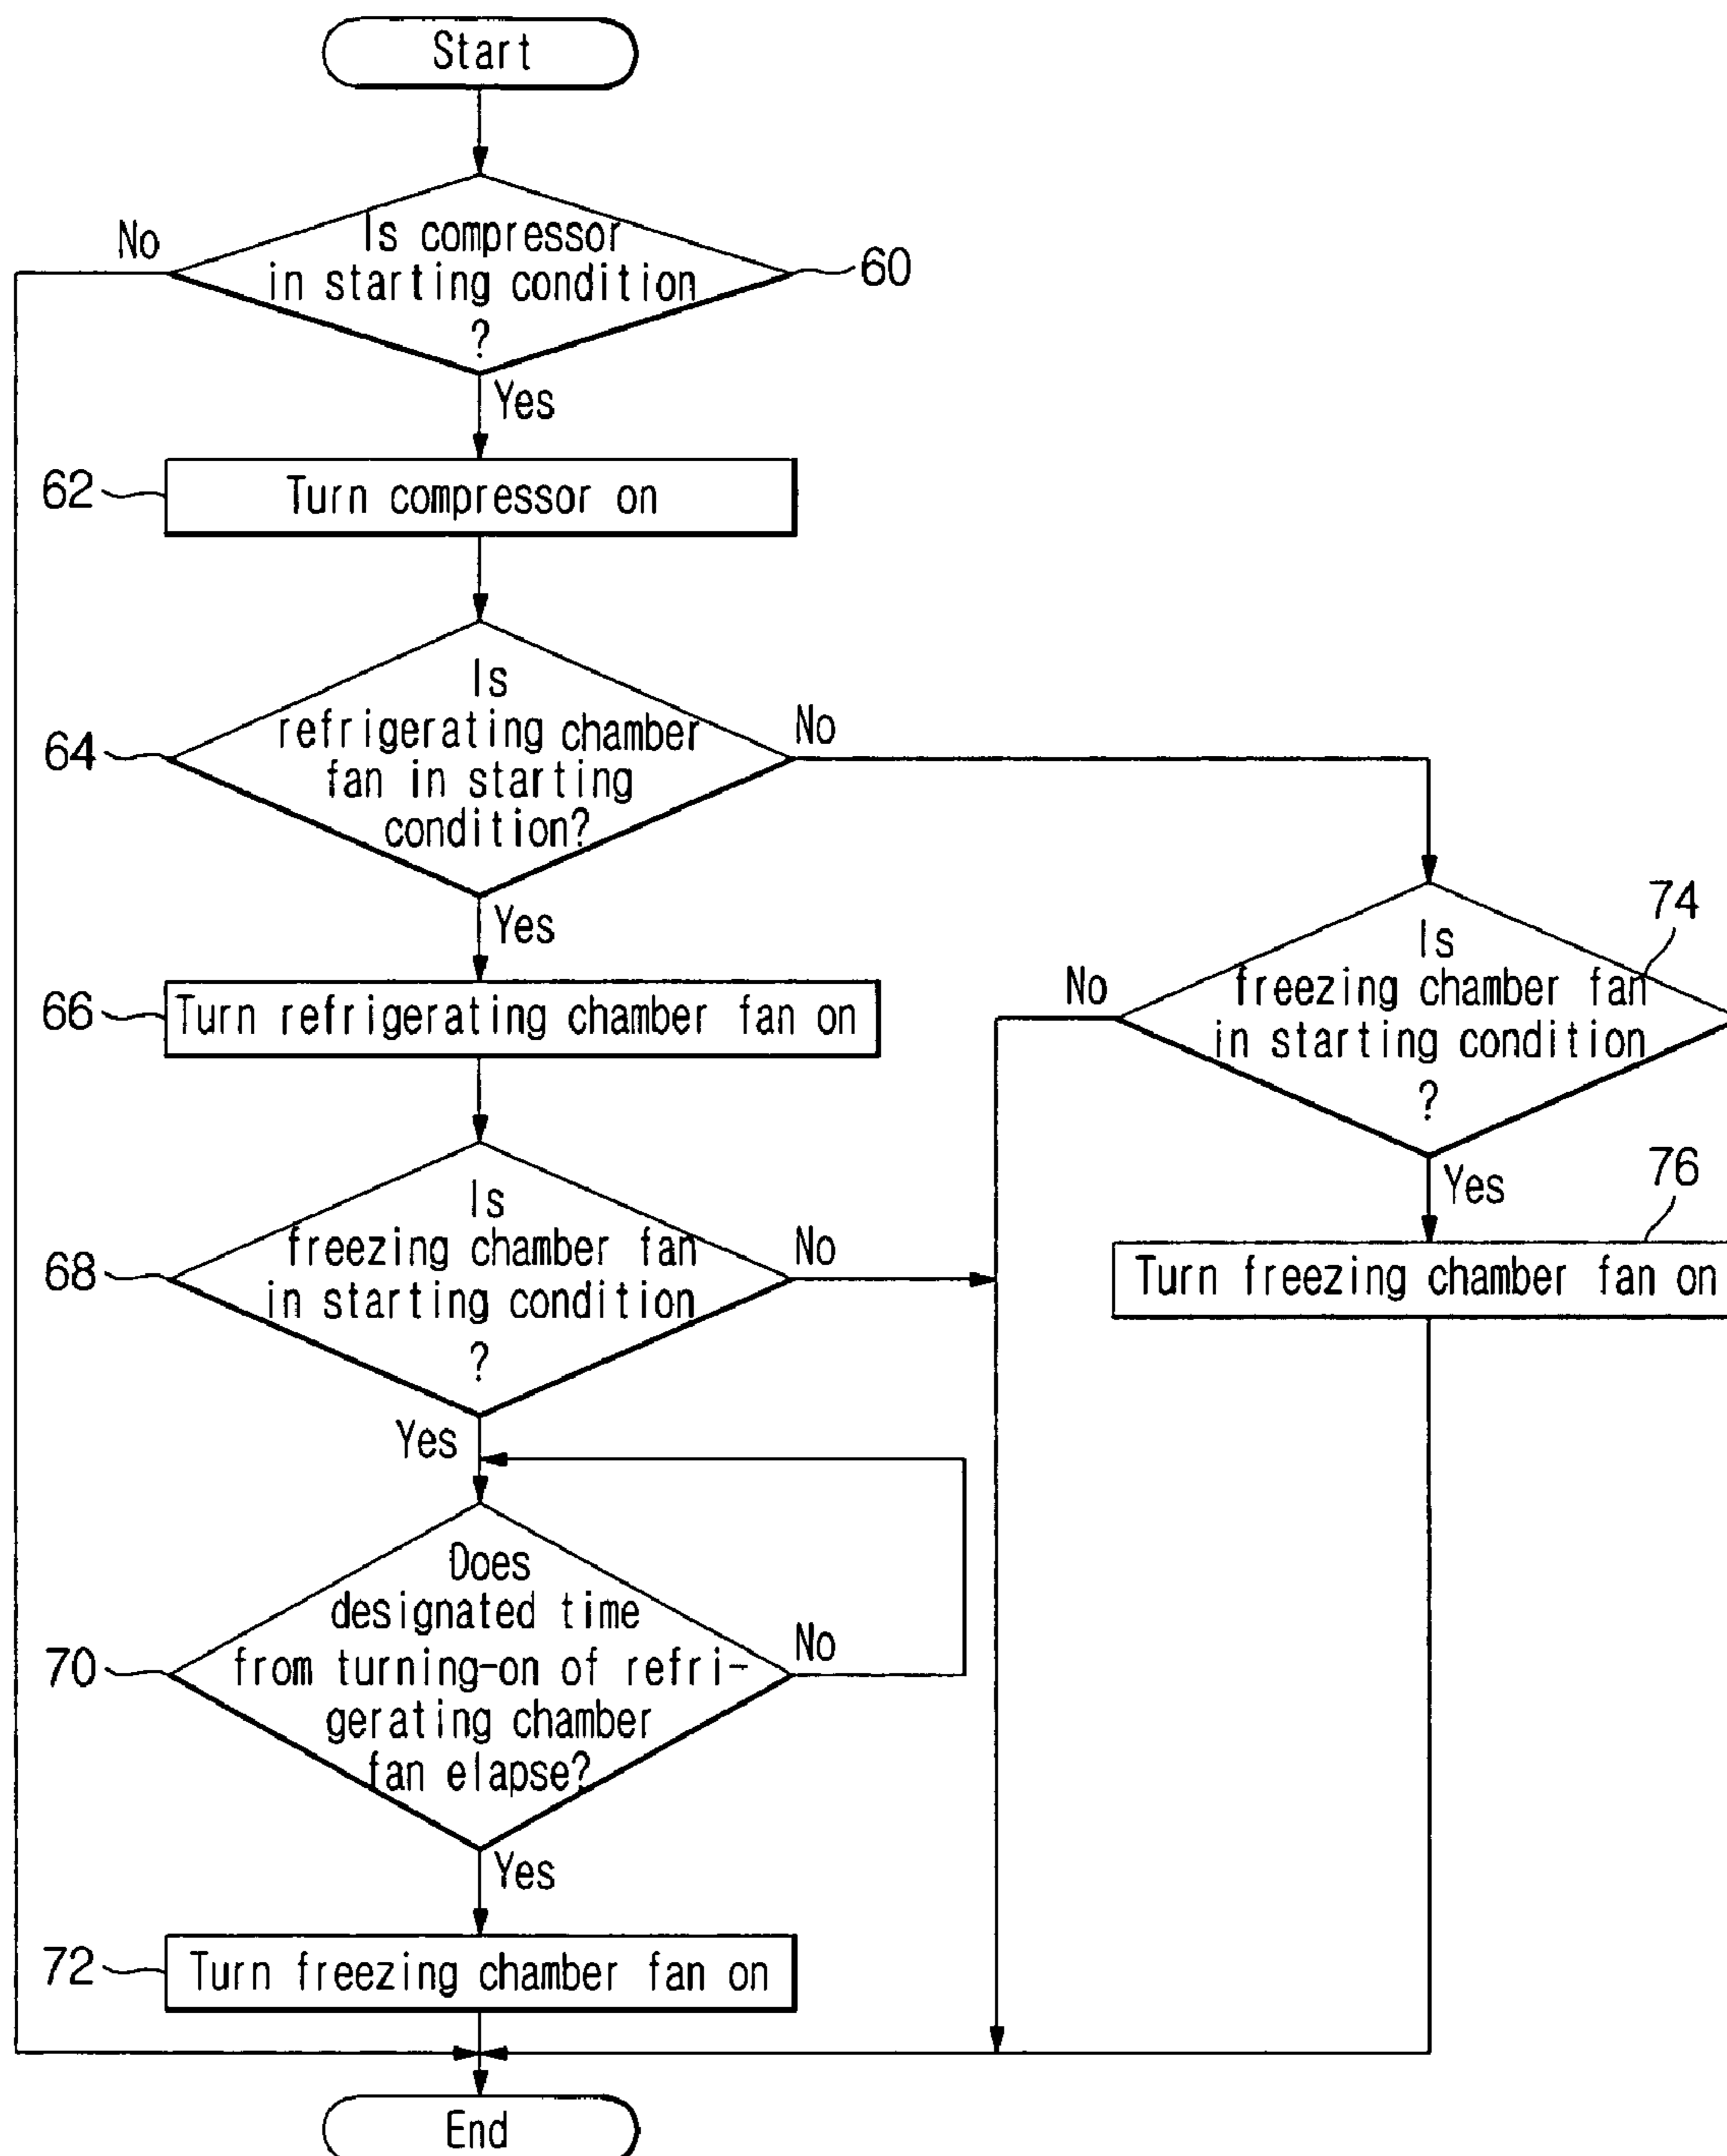 Start
No
Is compressor
in starting condition
?
60
Yes
62
Turn compressor on
Is
refrigerating chamber
fan in starting
condition?
64
No
Yes
66
Turn refrigerating chamber fan on
74
Is
freezing chamber fan
in starting condition
?
No
Yes
76
Turn freezing chamber fan on
Is
freezing chamber fan
in starting condition
?
68
No
Yes
Does
designated time
from turning-on of refri-
gerating chamber
fan elapse?
70
No
Yes
72
Turn freezing chamber fan on
End